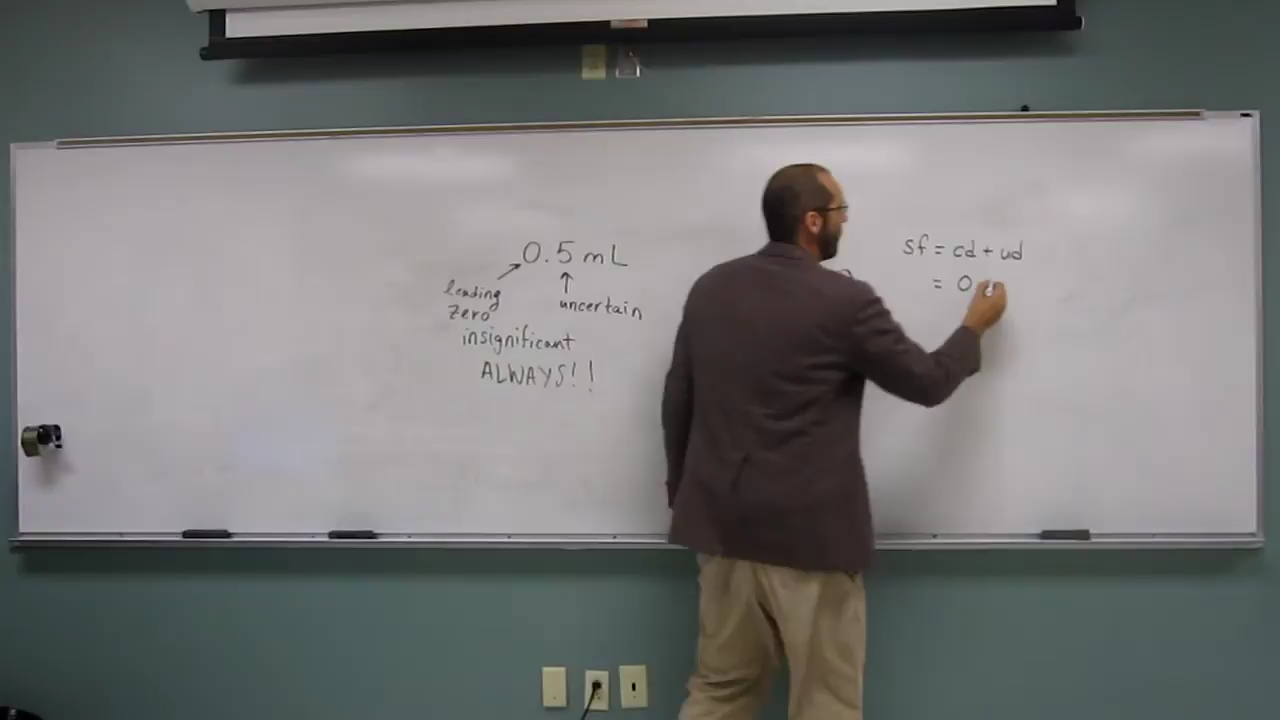 0.5 mL
leading
zero
uncertain
insignificant
ALWAYS!!
sf = cd + ud
= 0